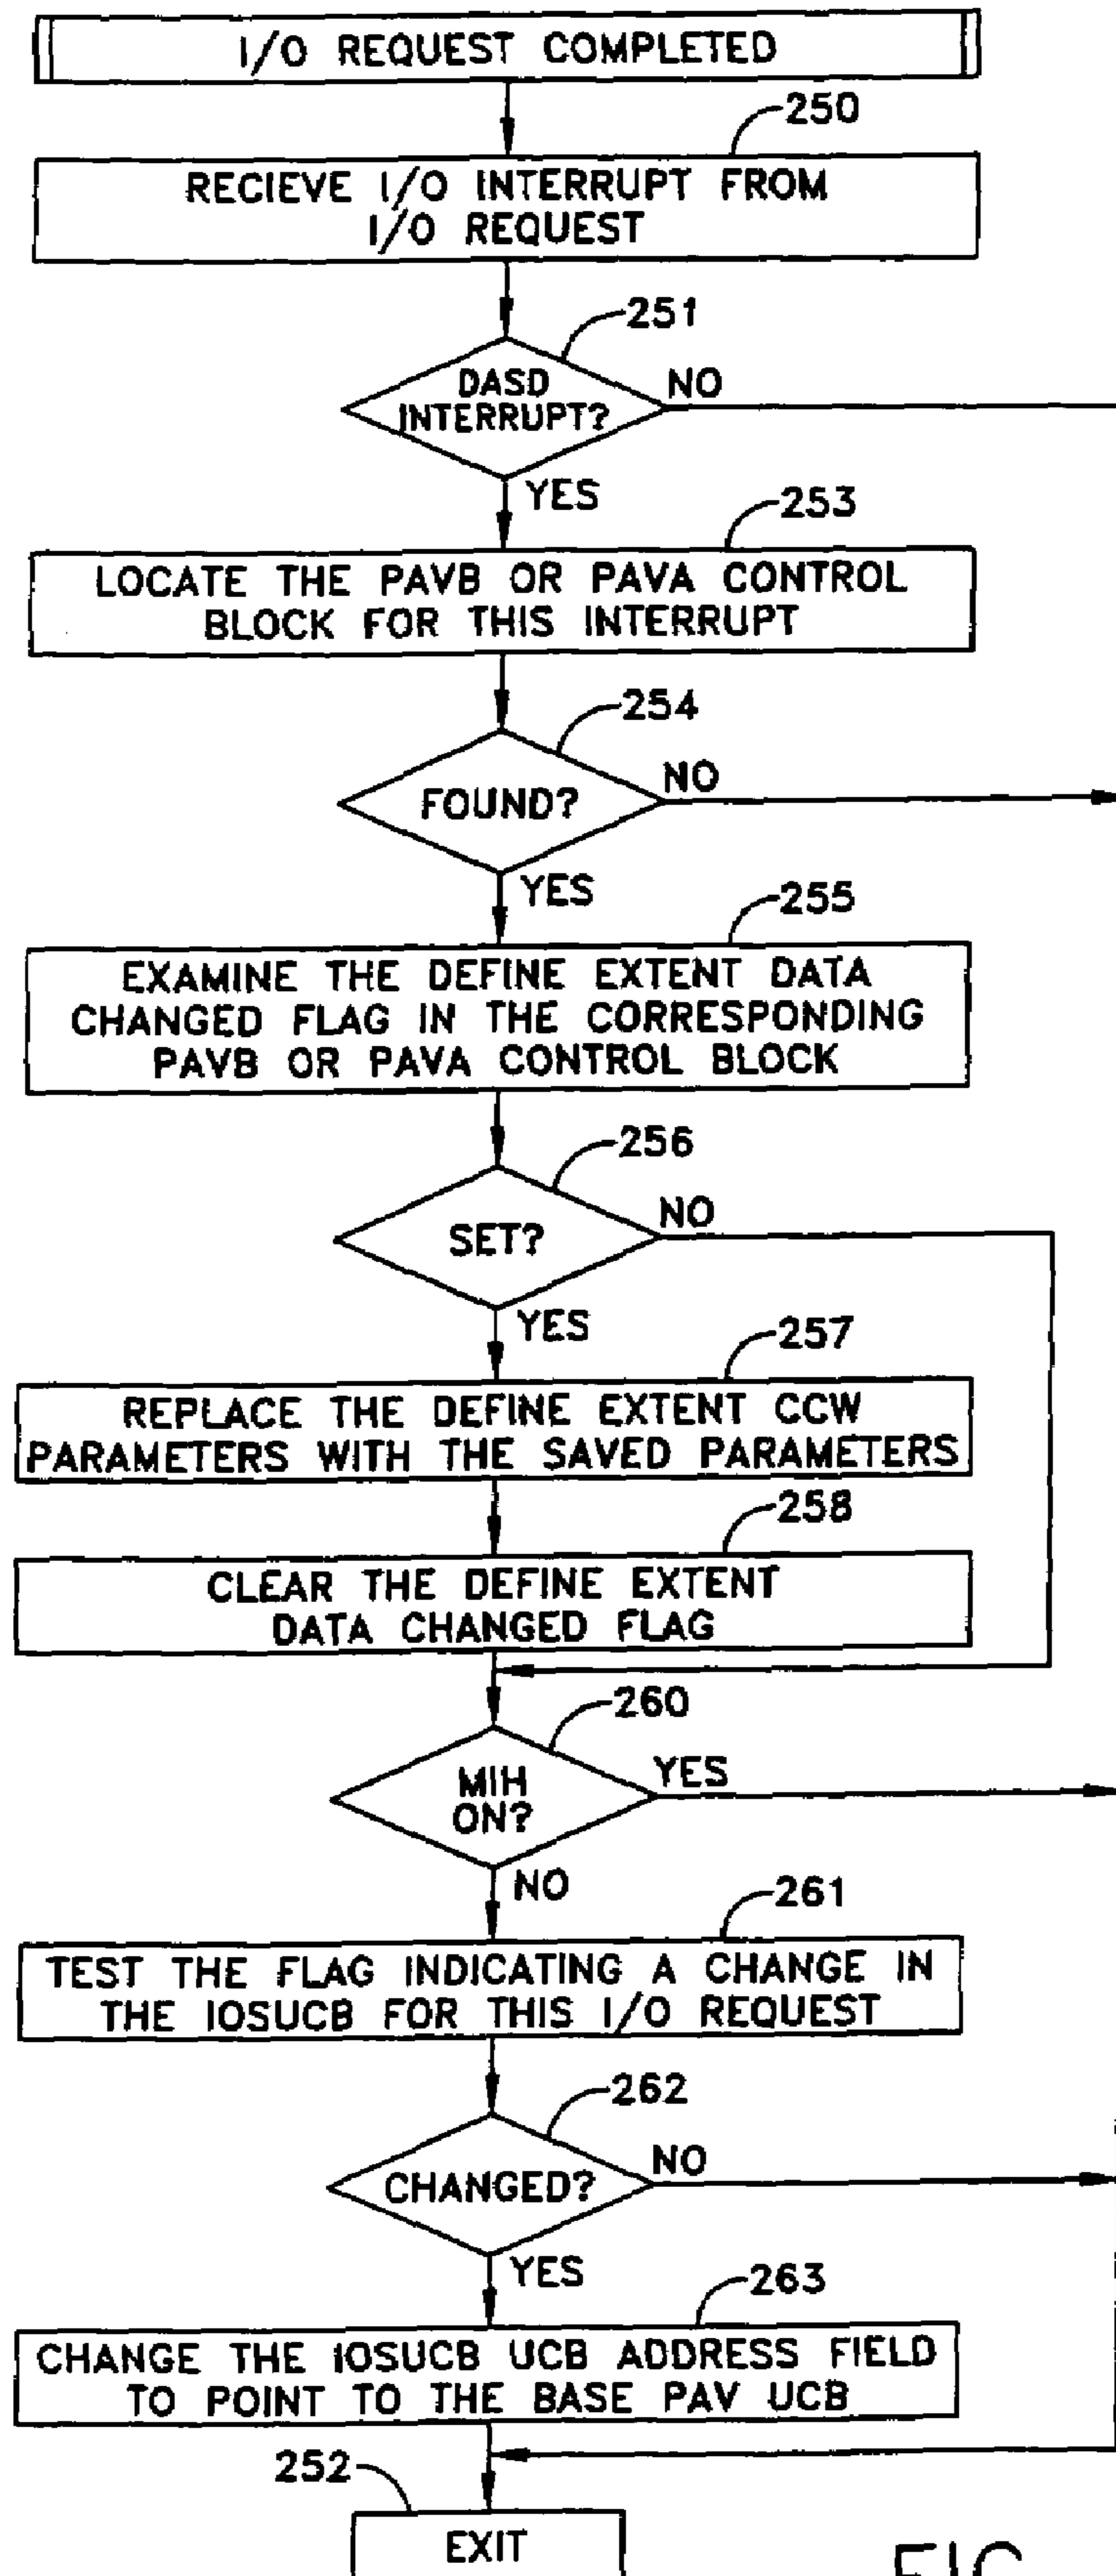 I/O REQUEST COMPLETED
250
RECIEVE I/O INTERRUPT FROM
I/O REQUEST
251
DASD
INTERRUPT?
NO
YES
253
LOCATE THE PAVB OR PAVA CONTROL
BLOCK FOR THIS INTERRUPT
254
FOUND?
NO
YES
255
EXAMINE THE DEFINE EXTENT DATA
CHANGED FLAG IN THE CORRESPONDING
PAVB OR PAVA CONTROL BLOCK
256
SET?
NO
YES
257
REPLACE THE DEFINE EXTENT CCW
PARAMETERS WITH THE SAVED PARAMETERS
258
CLEAR THE DEFINE EXTENT
DATA CHANGED FLAG
260
MIH
ON?
YES
NO
261
TEST THE FLAG INDICATING A CHANGE IN
THE IOSUCB FOR THIS I/O REQUEST
262
CHANGED?
NO
YES
263
CHANGE THE IOSUCB UCB ADDRESS FIELD
TO POINT TO THE BASE PAV UCB
252
EXIT
FIG